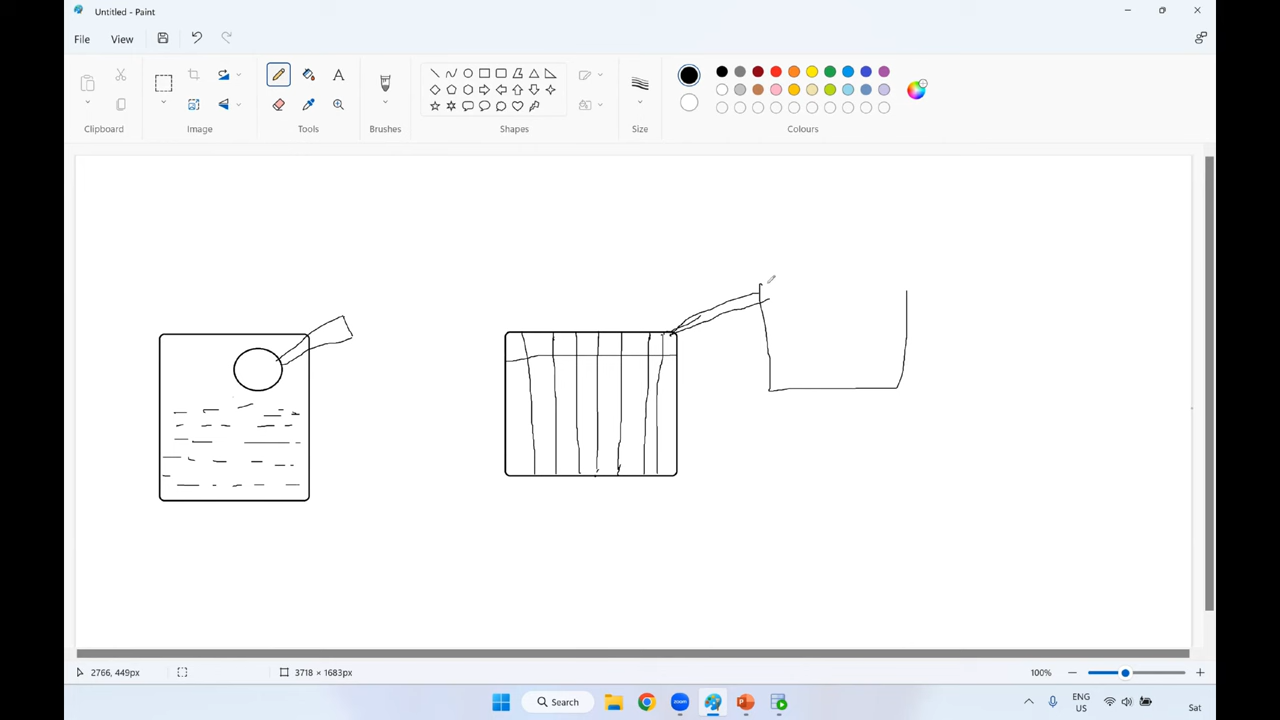 Untitled - Paint
File View
Clipboard Image Tools Brushes Shapes Size Colours
2766, 449px 3718 × 1683px 100%
Search ENG
US Sat